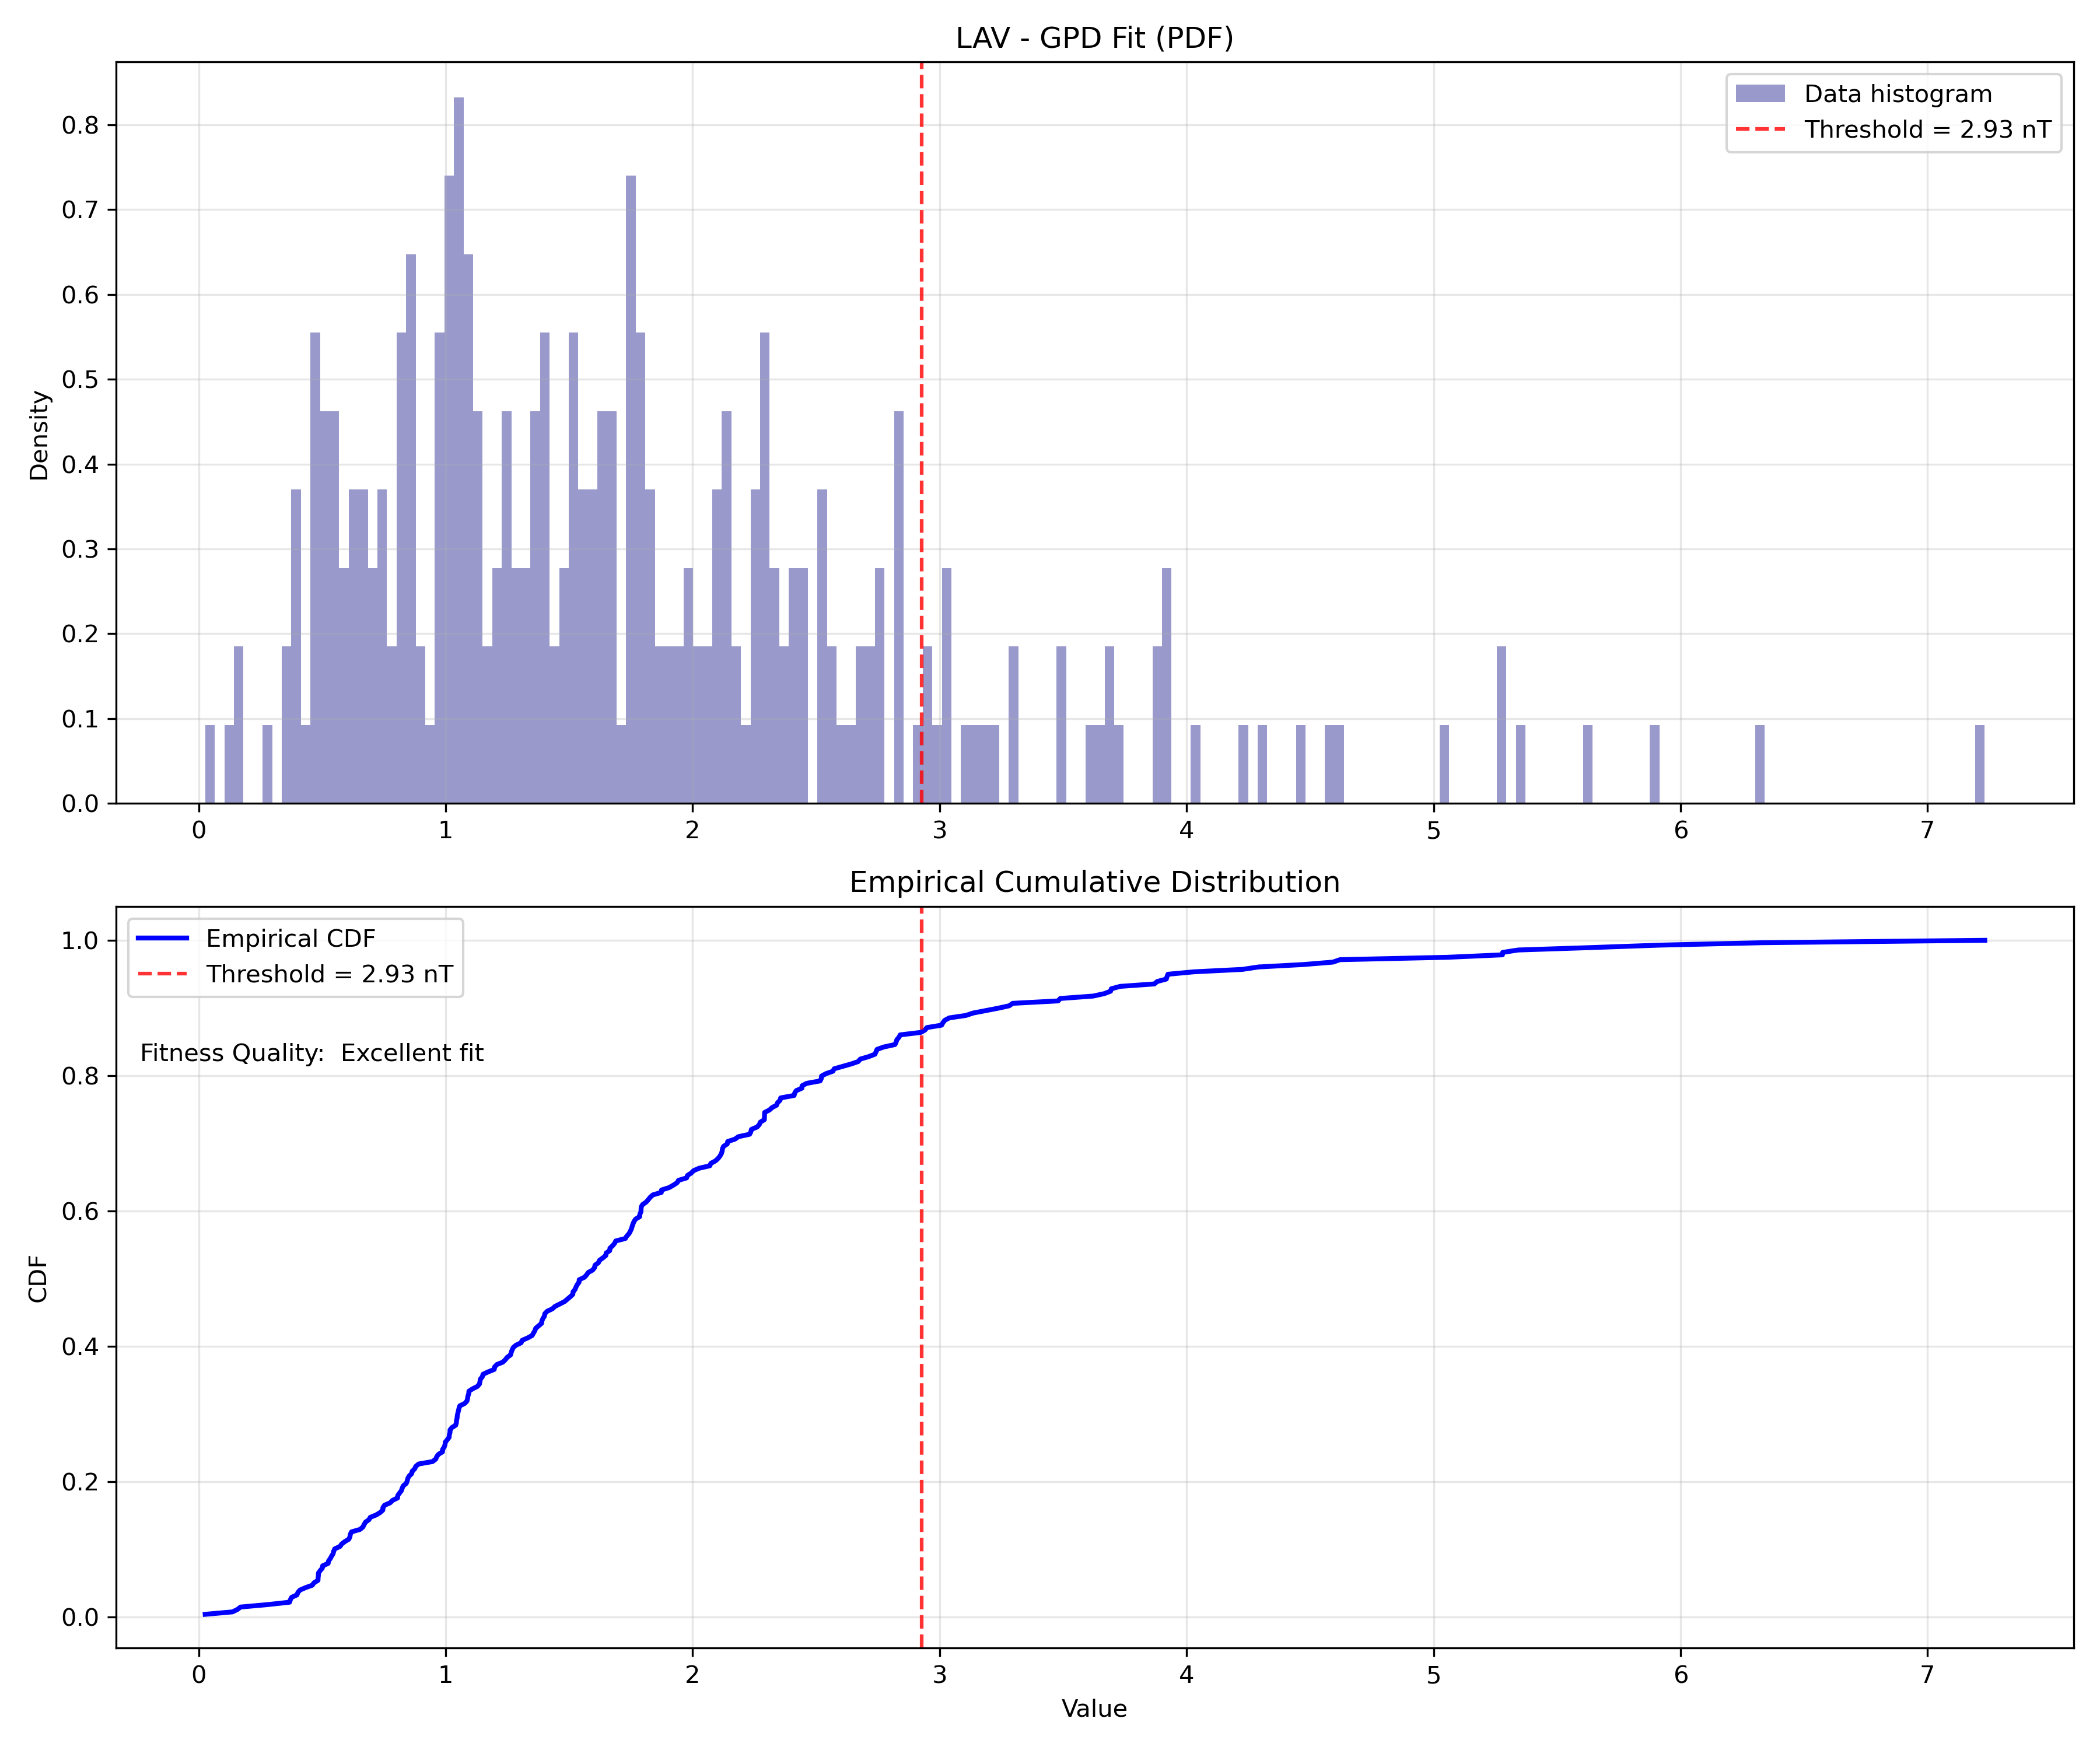 LAV - GPD Fit (PDF)
Data histogram
Threshold = 2.93 nT
Density
0.8
0.7
0.6
0.5
0.4
0.3
0.2
0.1
0.0
0 1 2 3 4 5 6 7
Empirical Cumulative Distribution
Empirical CDF
Threshold = 2.93 nT
Fitness Quality: Excellent fit
CDF
1.0
0.8
0.6
0.4
0.2
0.0
0 1 2 3 4 5 6 7
Value